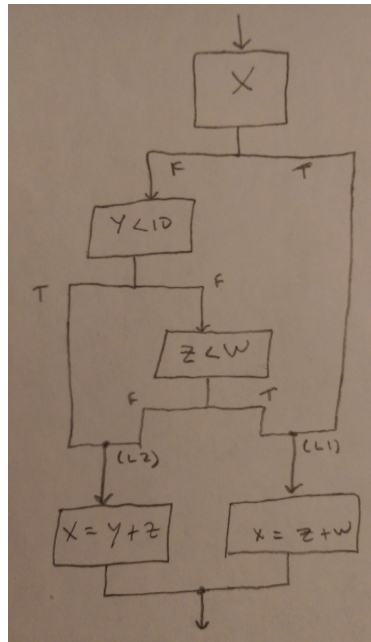 X
F T
Y<10
T F
Z<W
F T
(L2) (L1)
X=Y+Z X=Z+W